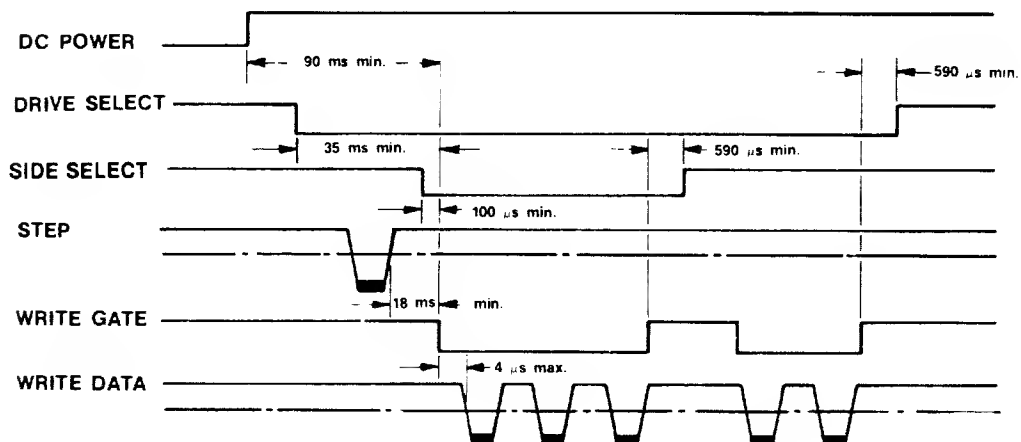 DC POWER
90 ms min.
590 μs min.
DRIVE SELECT
35 ms min.
590 μs min.
SIDE SELECT
100 μs min.
STEP
18 ms min.
WRITE GATE
4 μs max.
WRITE DATA